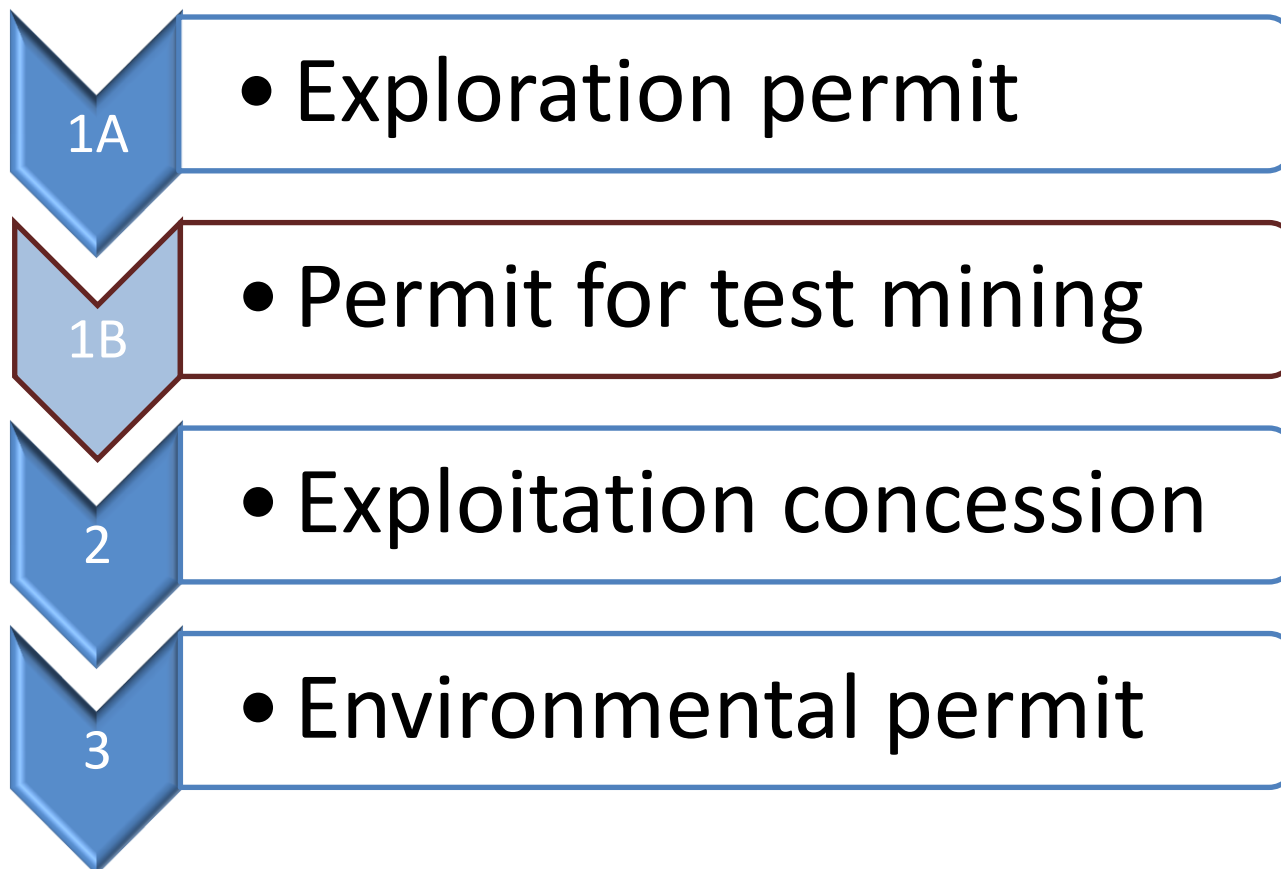 1A
• Exploration permit
1B
• Permit for test mining
2
• Exploitation concession
3
• Environmental permit